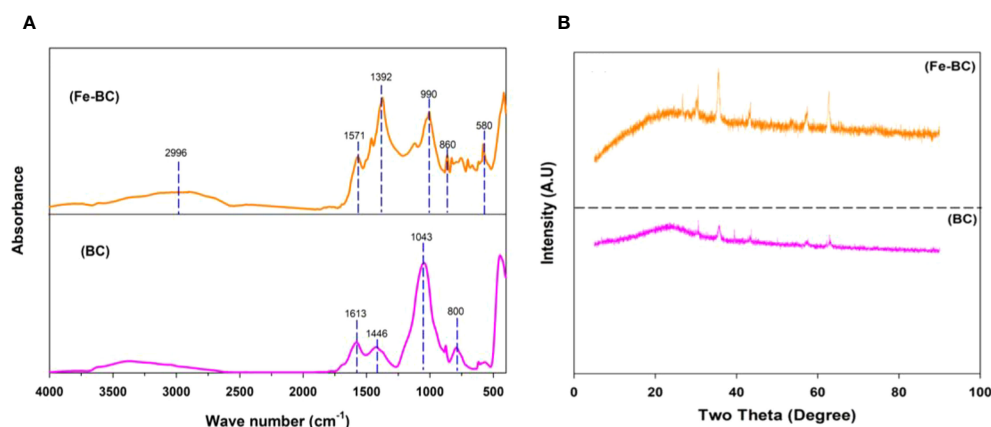 A
Absorbance
(Fe-BC)
2996
1571
1392
990
860
580
(BC)
1613
1446
1043
800
4000 3500 3000 2500 2000 1500 1000 500
Wave number (cm⁻¹)
B
Intensity (A.U)
(Fe-BC)
(BC)
0 20 40 60 80 100
Two Theta (Degree)